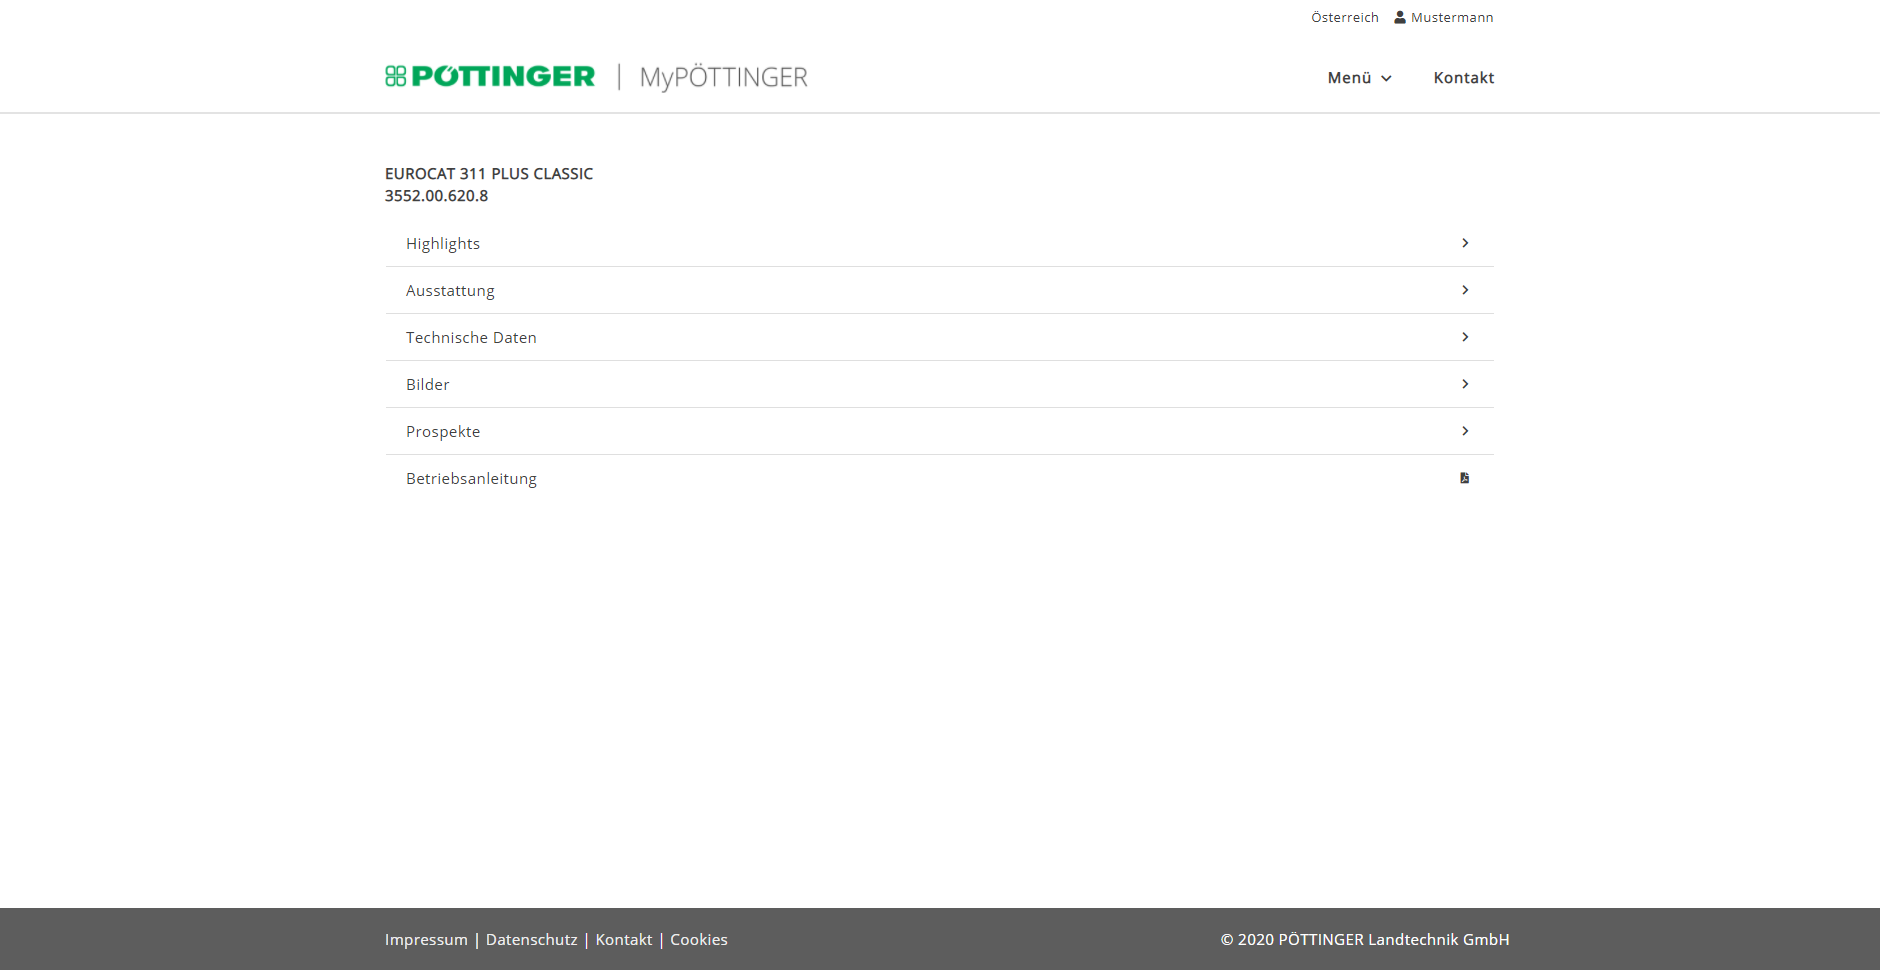 Österreich Mustermann
PÖTTINGER | MyPÖTTINGER
Menü Kontakt
EUROCAT 311 PLUS CLASSIC
3552.00.620.8
Highlights
Ausstattung
Technische Daten
Bilder
Prospekte
Betriebsanleitung
Impressum | Datenschutz | Kontakt | Cookies
© 2020 PÖTTINGER Landtechnik GmbH